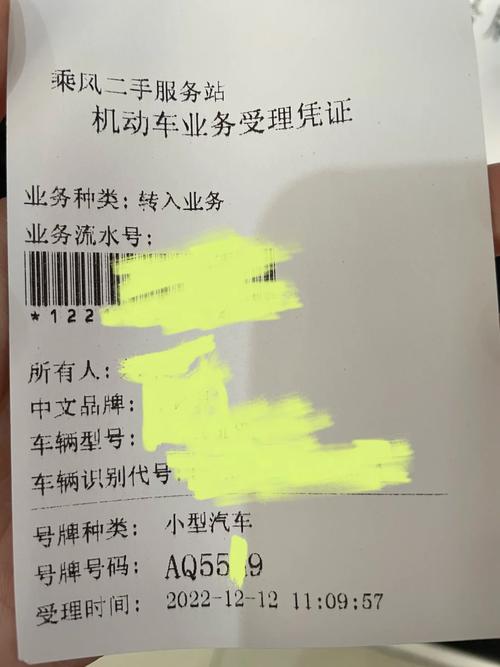 乘风二手服务站
机动车业务受理凭证
业务种类：转入业务
业务流水号：
*122
所有人：
中文品牌：
车辆型号：
车辆识别代号
号牌种类： 小型汽车
号牌号码： AQ55 9
受理时间： 2022-12-12 11:09:57